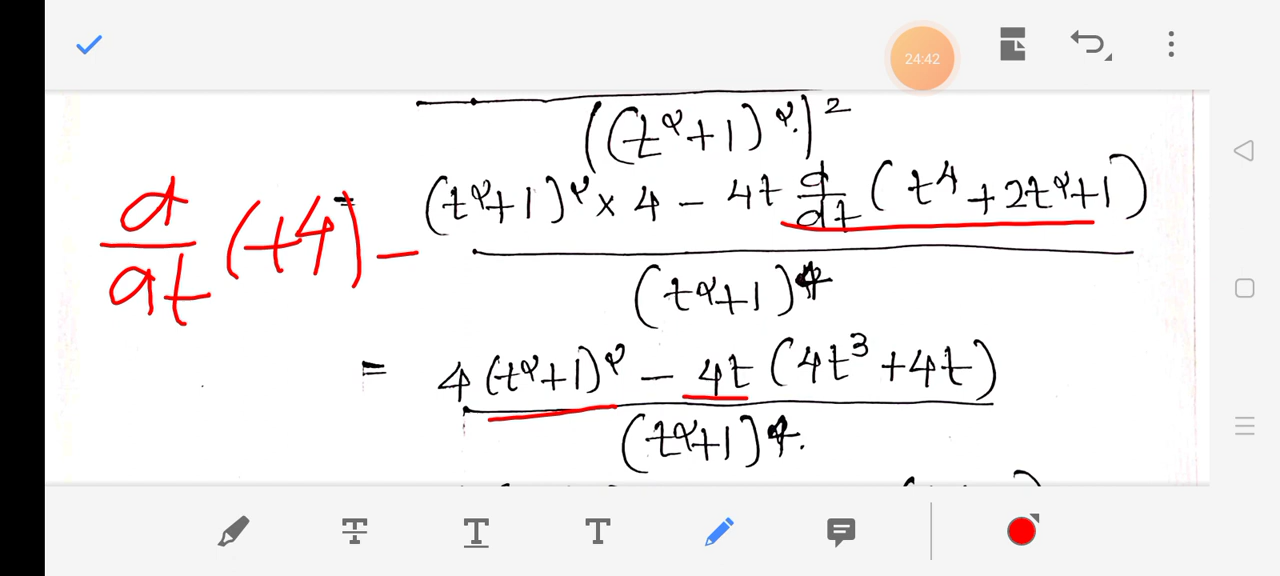 24:42
((t²+1)²)²
d/dt (t4) - = ((t²+1)² × 4 - 4t d/dt (t⁴ + 2t²+1)) / (t²+1)⁴
= (4(t²+1)² - 4t (4t³ + 4t)) / (t²+1)⁴.
T T T